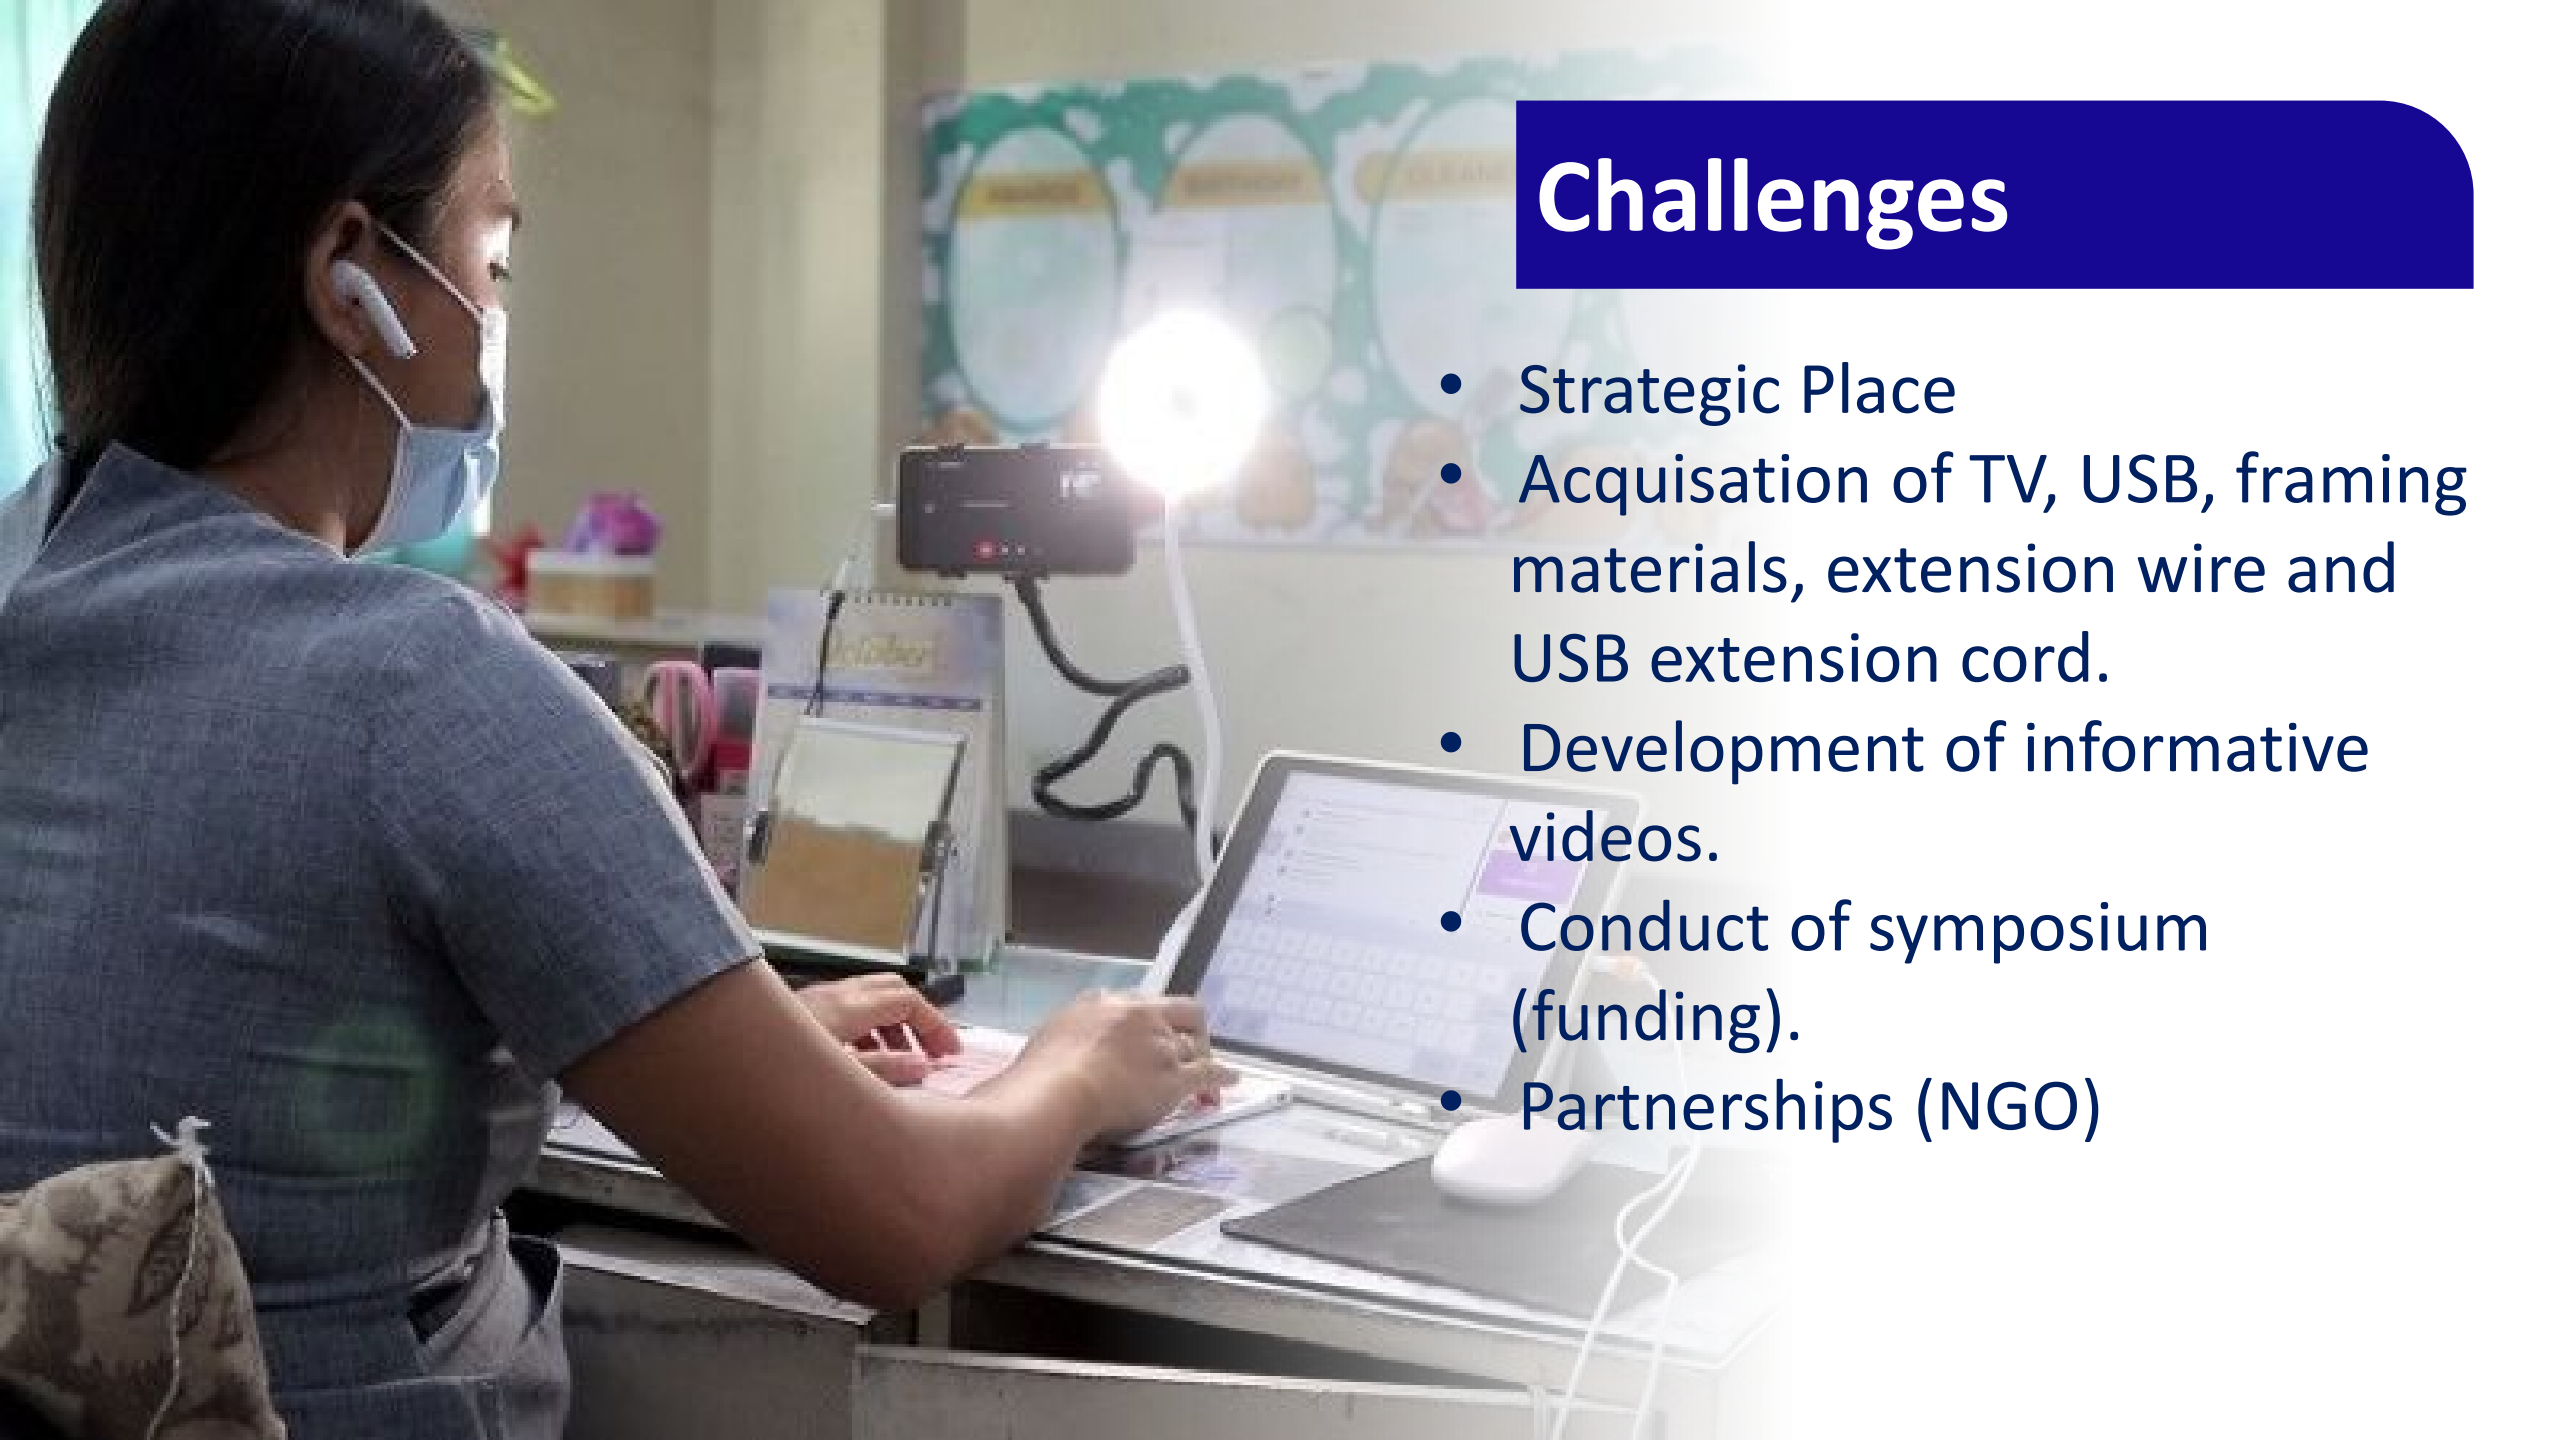 Challenges
• Strategic Place
• Acquisation of TV, USB, framing
materials, extension wire and
USB extension cord.
• Development of informative
videos.
• Conduct of symposium
(funding).
• Partnerships (NGO)
October